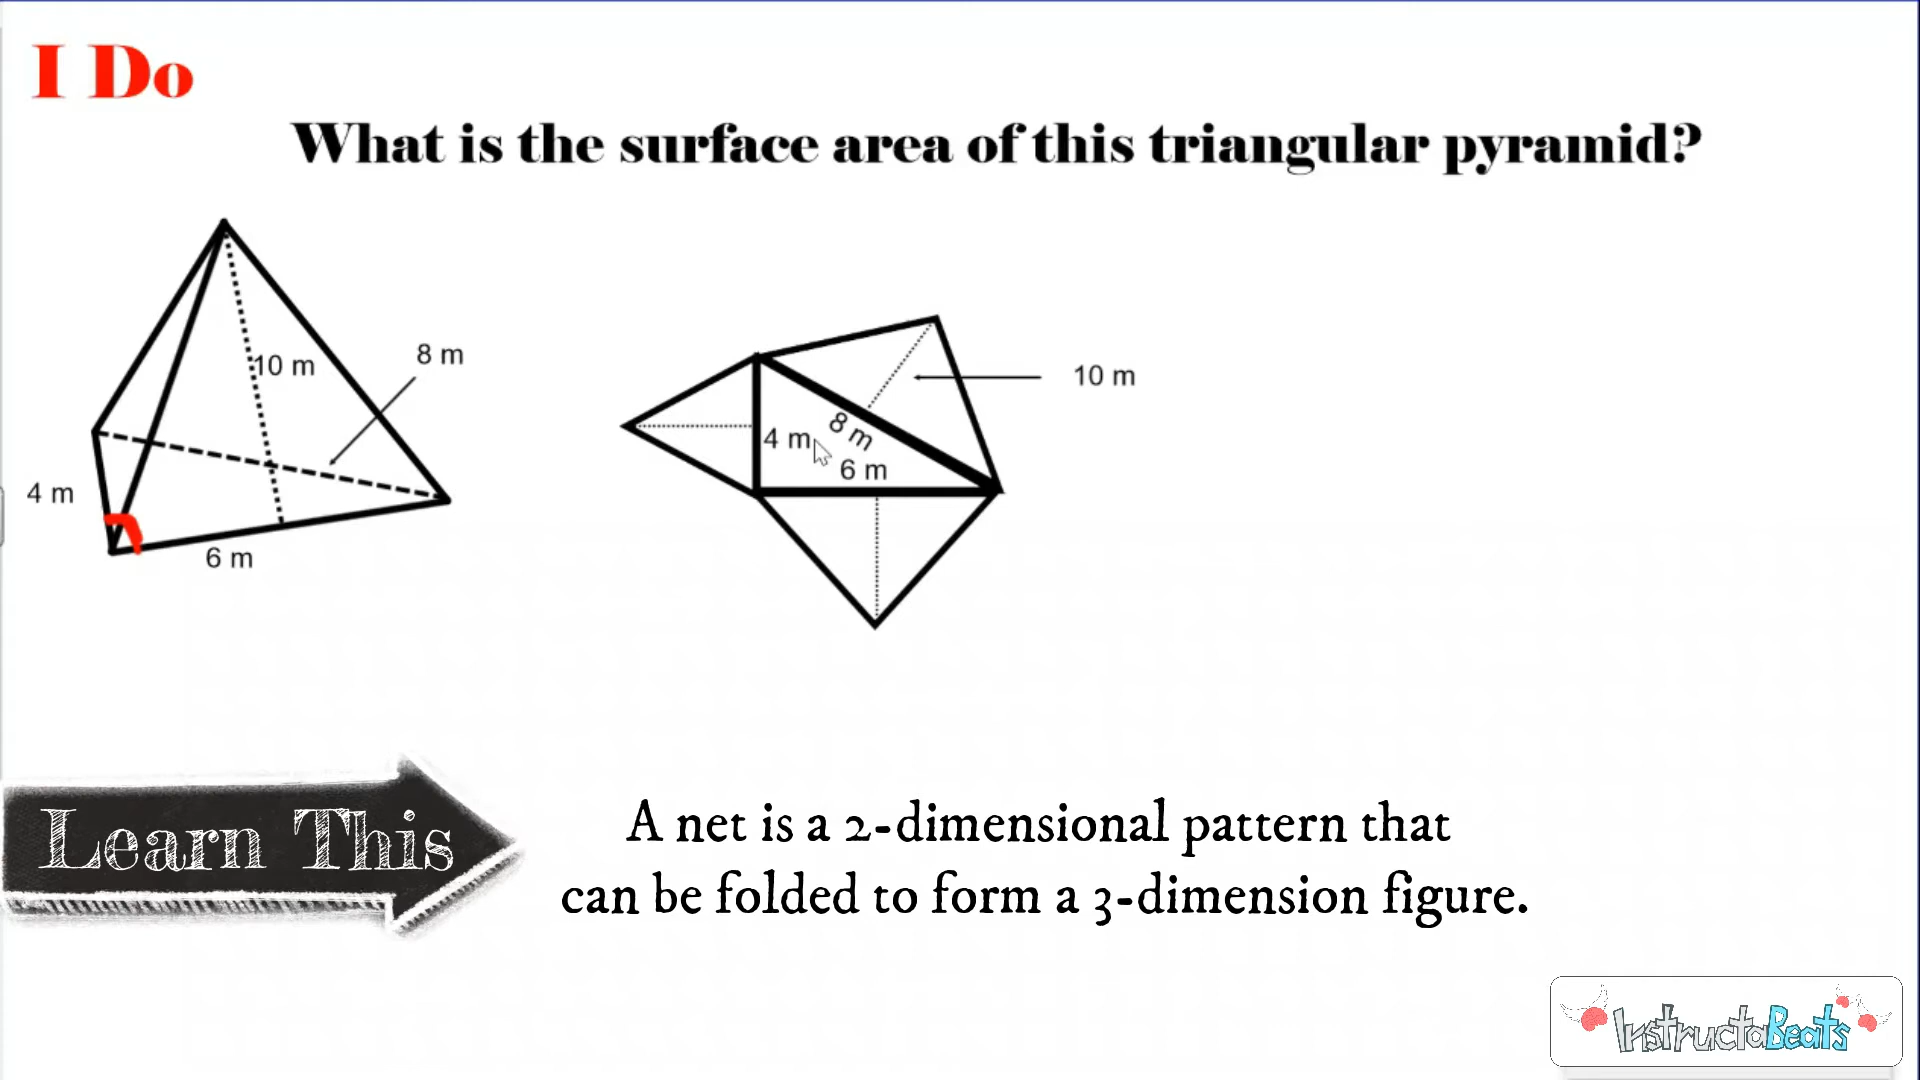 I Do
What is the surface area of this triangular pyramid?
10 m
8 m
4 m
6 m
10 m
8 m
4 m
6 m
Learn This
A net is a 2-dimensional pattern that
can be folded to form a 3-dimension figure.
InstructaBeats